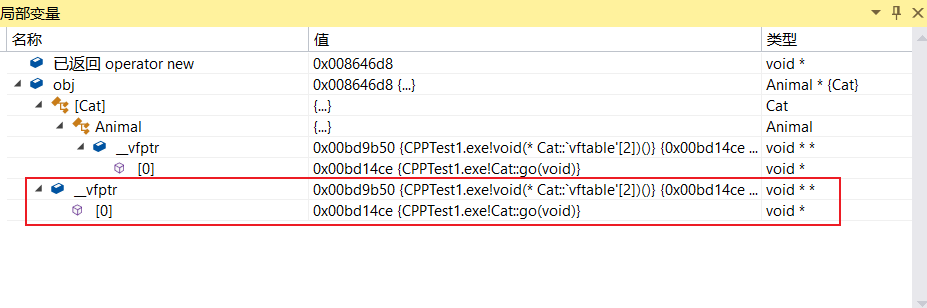 局部变量
名称 值 类型
已返回 operator new 0x008646d8 void *
obj 0x008646d8 {...} Animal * {Cat}
[Cat] {...} Cat
Animal {...} Animal
__vfptr 0x00bd9b50 {CPPTest1.exe!void(* Cat::`vftable'[2])()} {0x00bd14ce ... void * *
[0] 0x00bd14ce {CPPTest1.exe!Cat::go(void)} void *
__vfptr 0x00bd9b50 {CPPTest1.exe!void(* Cat::`vftable'[2])()} {0x00bd14ce ... void * *
[0] 0x00bd14ce {CPPTest1.exe!Cat::go(void)} void *